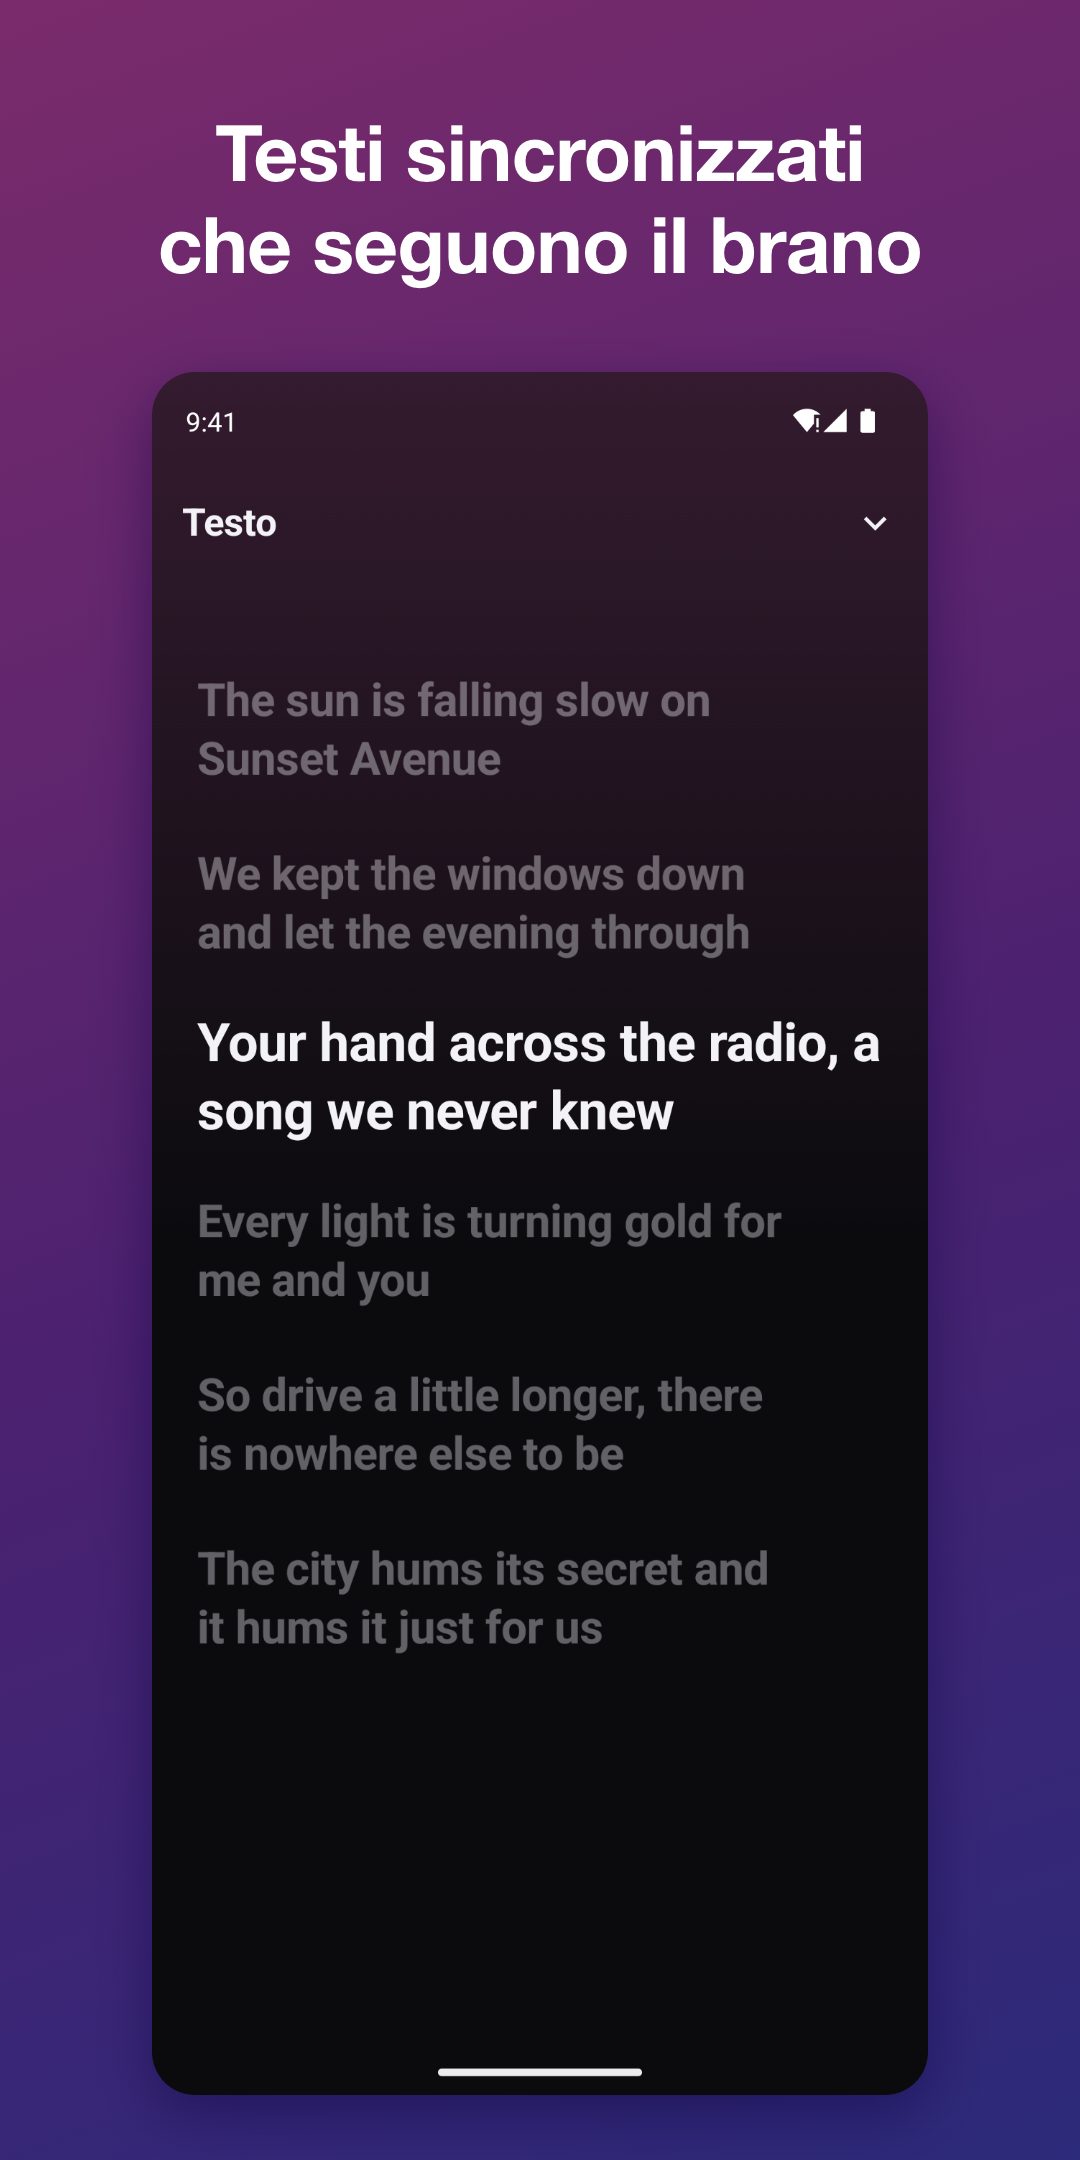 Testi sincronizzati
che seguono il brano
9:41
Testo
The sun is falling slow on
Sunset Avenue
We kept the windows down
and let the evening through
Your hand across the radio, a
song we never knew
Every light is turning gold for
me and you
So drive a little longer, there
is nowhere else to be
The city hums its secret and
it hums it just for us